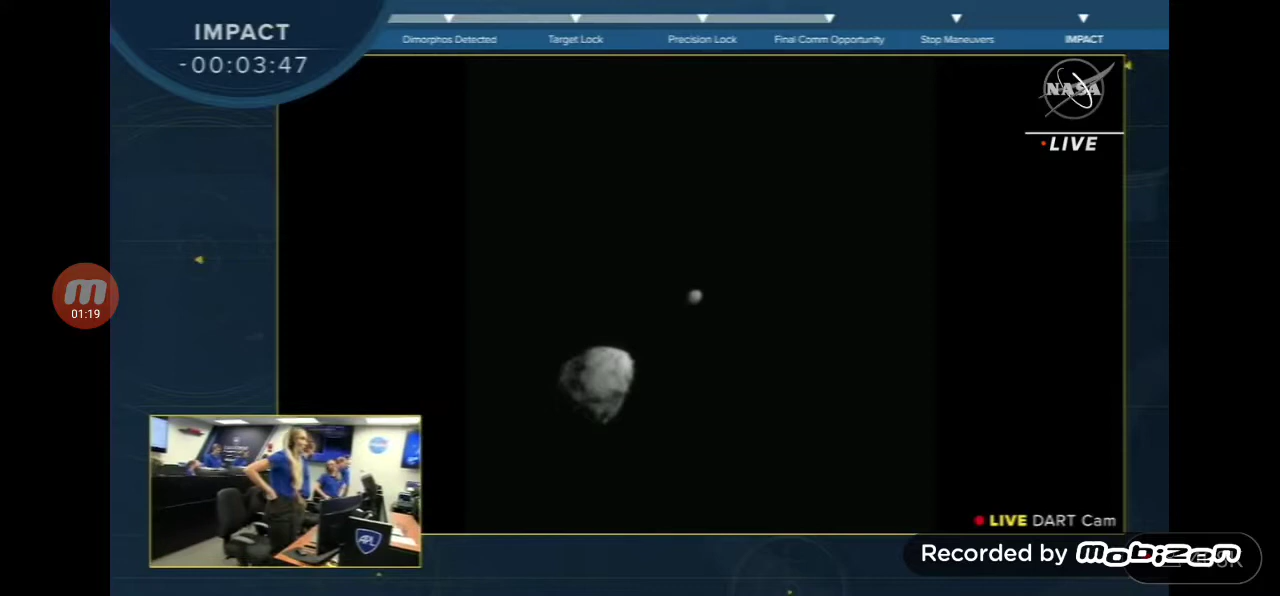 IMPACT
-00:03:47
Dimorphos Detected
Target Lock
Precision Lock
Final Comm Opportunity
Stop Maneuvers
IMPACT
NASA
LIVE
01:19
APL
LIVE DART Cam
Recorded by mobizen